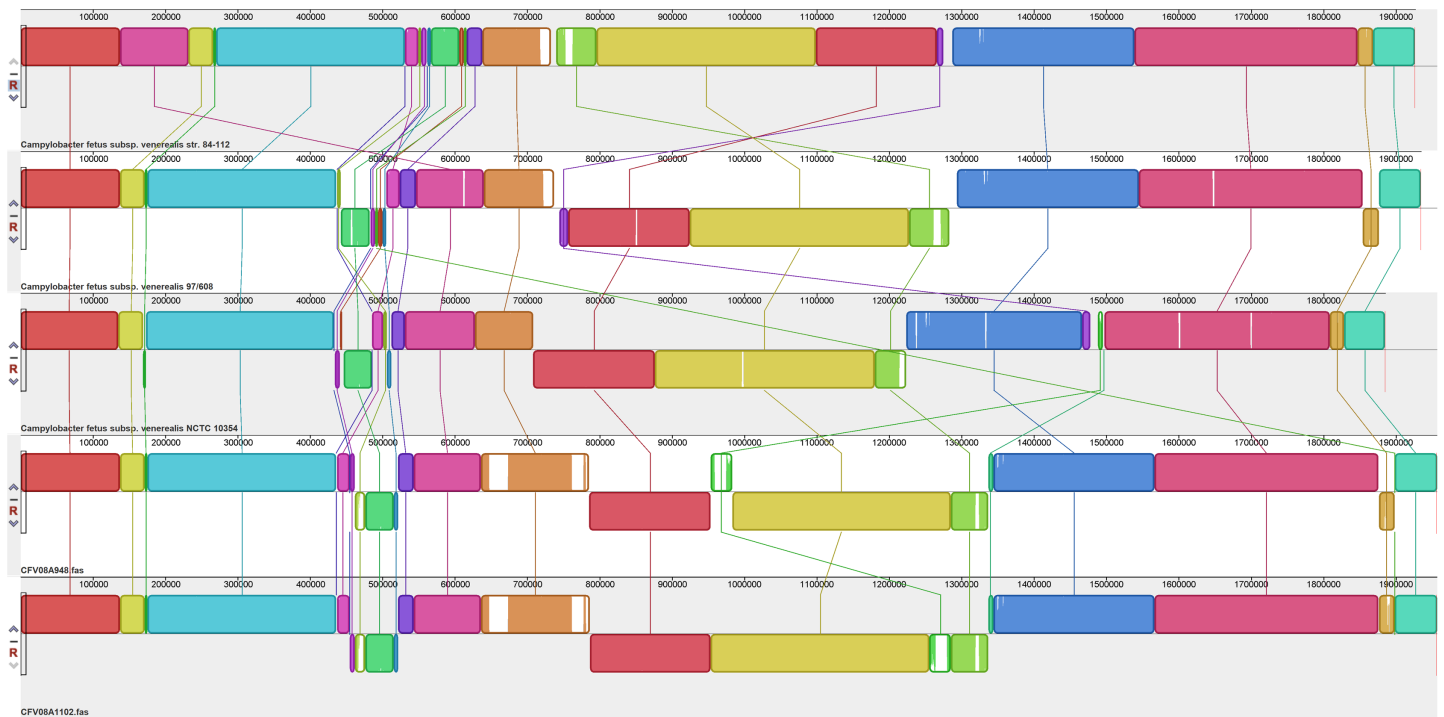 100000 200000 300000 400000 500000 600000 700000 800000 900000 1000000 1100000 1200000 1300000 1400000 1500000 1600000 1700000 1800000 1900000
R
Campylobacter fetus subsp. venerealis str. 84-112
100000 200000 300000 400000 500000 600000 700000 800000 900000 1000000 1100000 1200000 1300000 1400000 1500000 1600000 1700000 1800000 1900000
R
Campylobacter fetus subsp. venerealis 97/608
100000 200000 300000 400000 500000 600000 700000 800000 900000 1000000 1100000 1200000 1300000 1400000 1500000 1600000 1700000 1800000
R
Campylobacter fetus subsp. venerealis NCTC 10354
100000 200000 300000 400000 500000 600000 700000 800000 900000 1000000 1100000 1200000 1300000 1400000 1500000 1600000 1700000 1800000 1900000
R
CFV08A948.fas
100000 200000 300000 400000 500000 600000 700000 800000 900000 1000000 1100000 1200000 1300000 1400000 1500000 1600000 1700000 1800000 1900000
R
CFV08A1102.fas